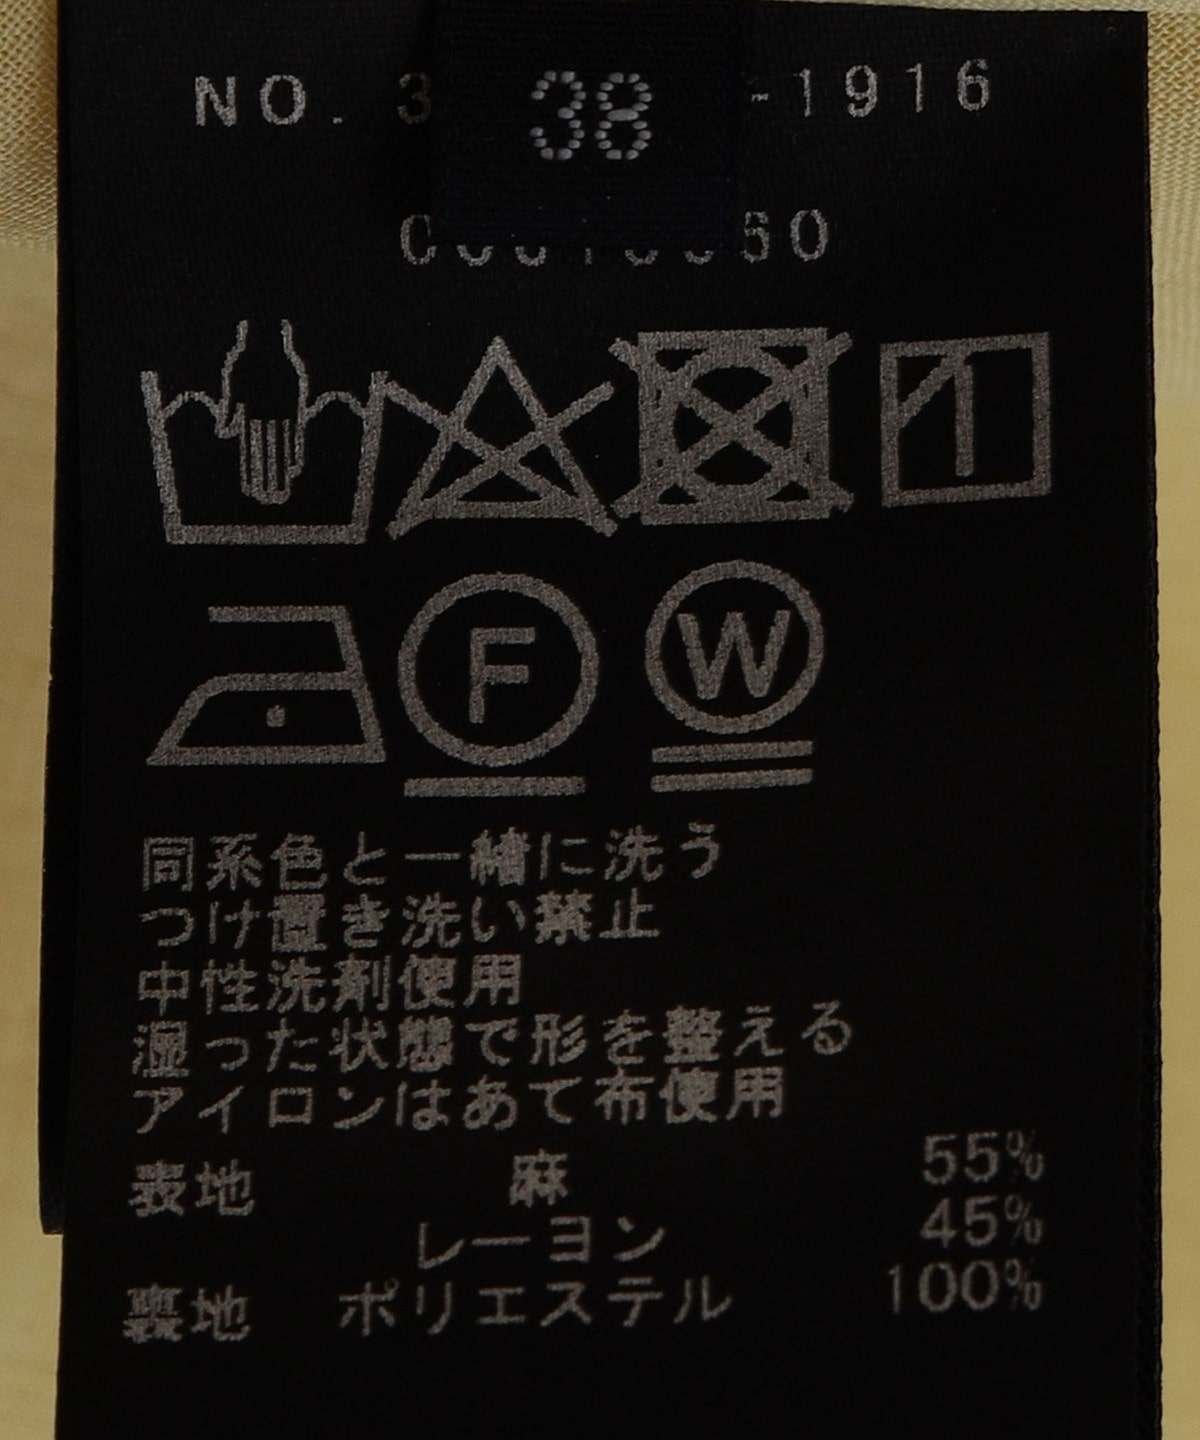 NO. 3
38
-1916
60
F
W
同系色と一緒に洗う
つけ置き洗い禁止
中性洗剤使用
湿った状態で形を整える
アイロンはあて布使用
表地 麻 55%
レーヨン 45%
裏地 ポリエステル 100%